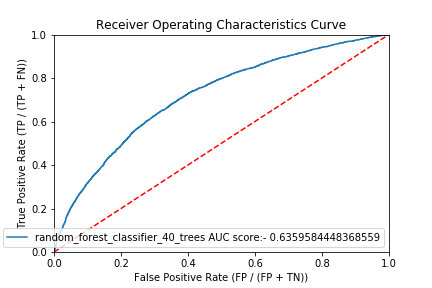 Receiver Operating Characteristics Curve
True Positive Rate (TP / (TP + FN))
1.0
0.8
0.6
0.4
0.2
0.0
random_forest_classifier_40_trees AUC score:- 0.6359584448368559
0.0 0.2 0.4 0.6 0.8 1.0
False Positive Rate (FP / (FP + TN))